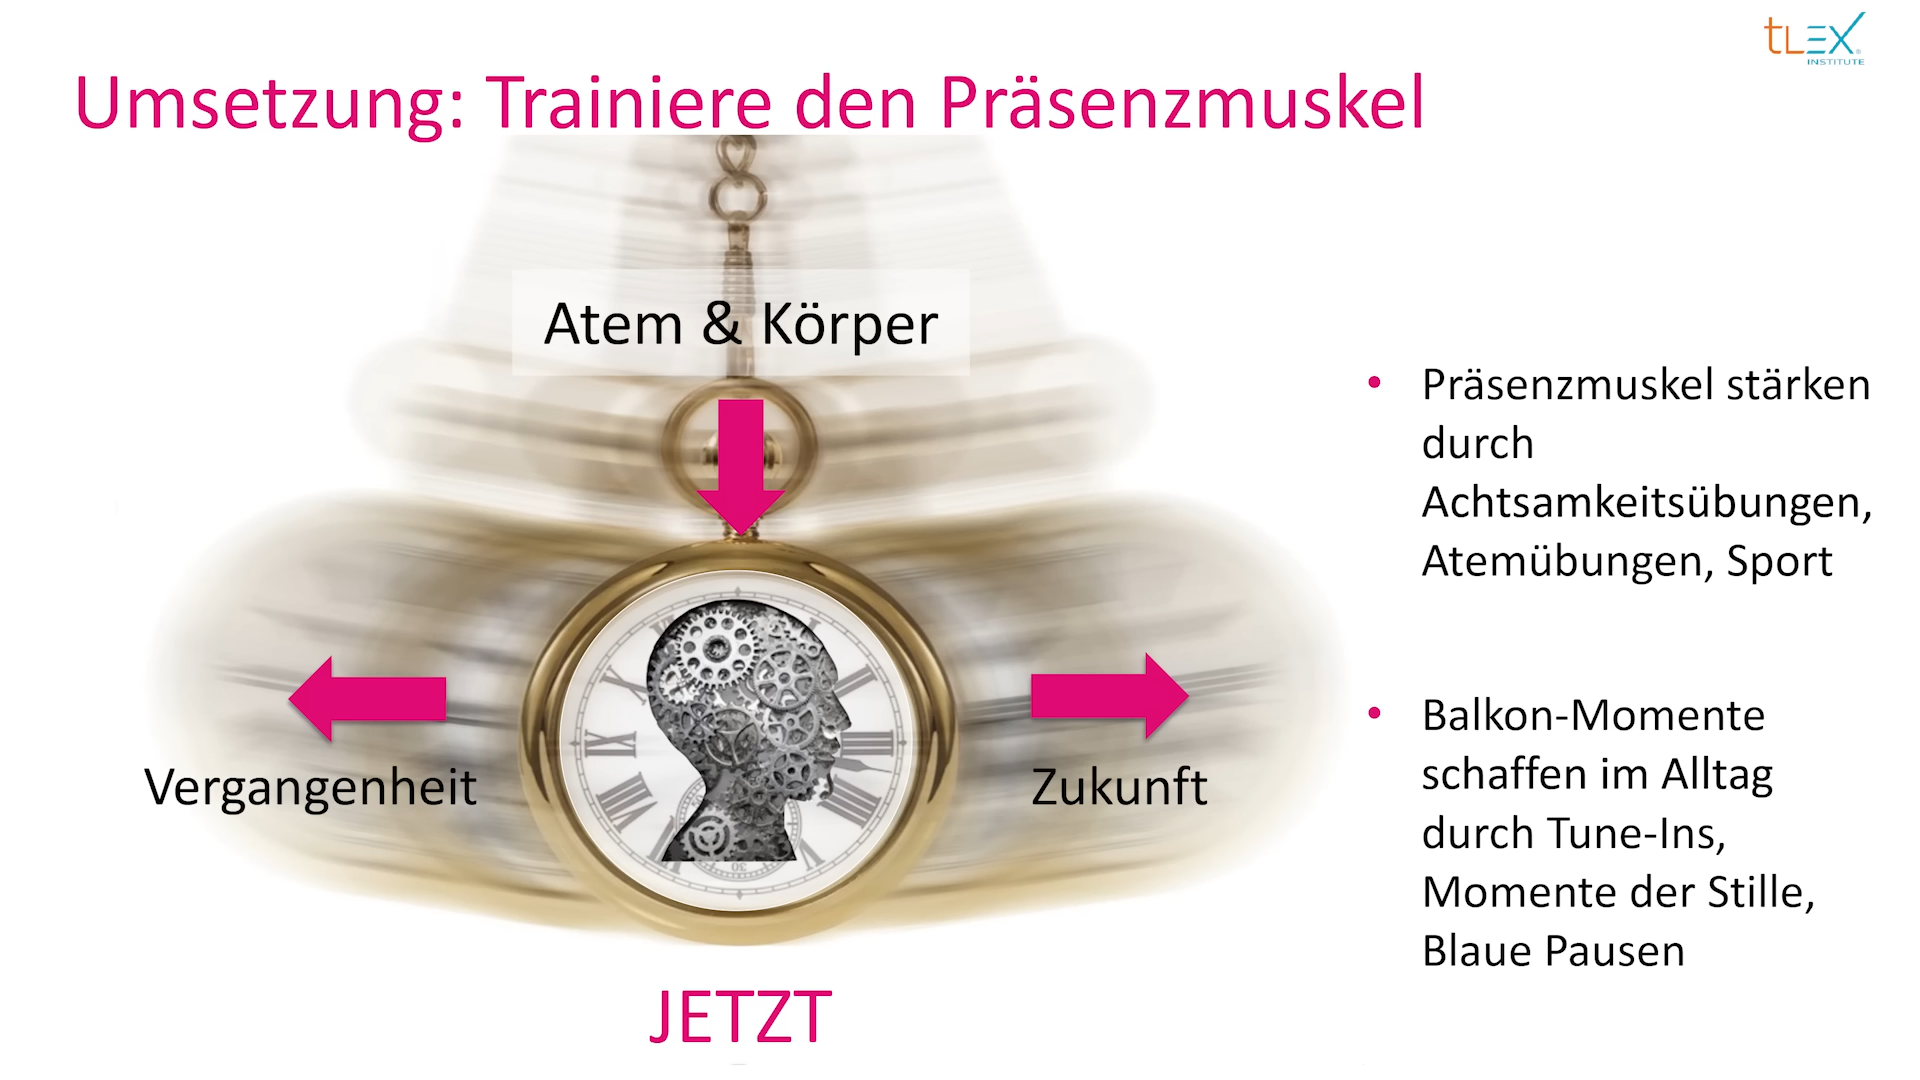 tLEX
INSTITUTE
Umsetzung: Trainiere den Präsenzmuskel
Atem & Körper
Vergangenheit
Zukunft
JETZT
• Präsenzmuskel stärken
durch
Achtsamkeitsübungen,
Atemübungen, Sport
• Balkon-Momente
schaffen im Alltag
durch Tune-Ins,
Momente der Stille,
Blaue Pausen